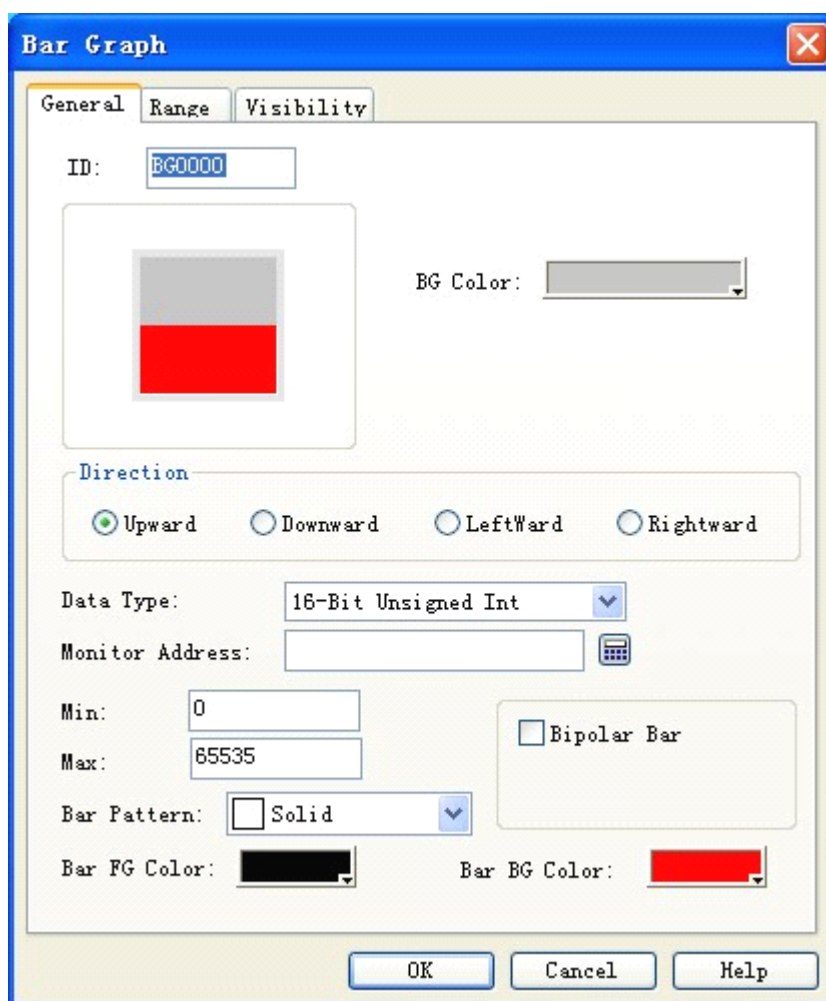 Bar Graph
General Range Visibility
ID: BG0000
BG Color:
Direction
Upward Downward LeftWard Rightward
Data Type: 16-Bit Unsigned Int
Monitor Address:
Min: 0
Bipolar Bar
Max: 65535
Bar Pattern: Solid
Bar FG Color: Bar BG Color:
OK Cancel Help